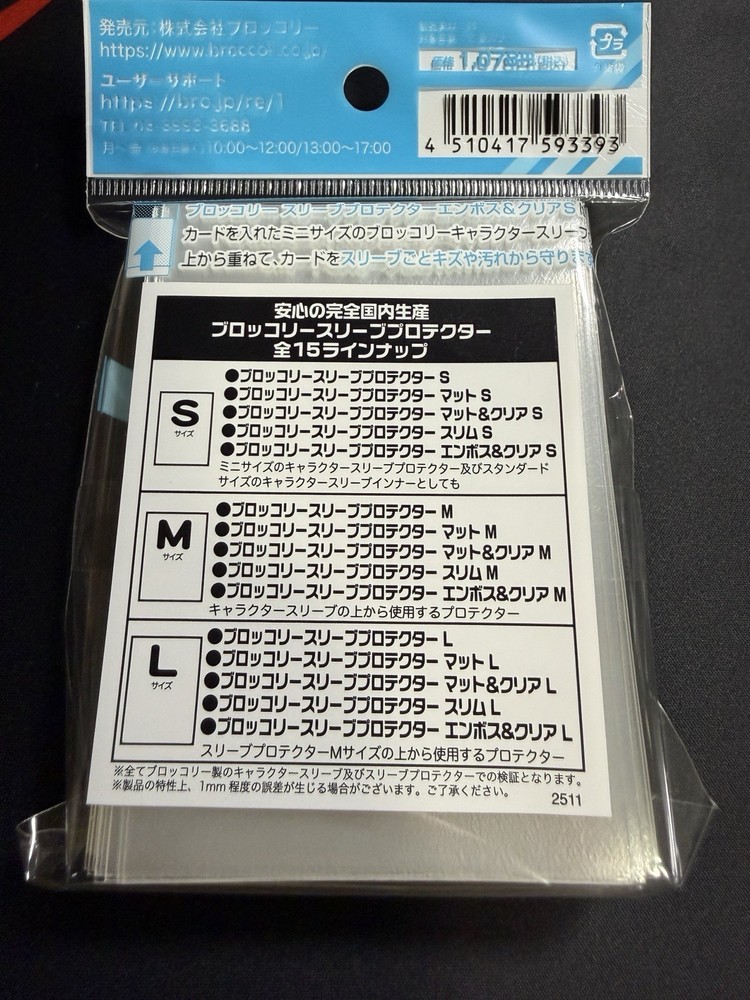 発売元:株式会社ブロッコリー
https://www.broccoli.co.jp/
ユーザーサポート
https://bro.jp/re/1
月〜金 10:00〜12:00/13:00〜17:00
価格
プラ
4 510417 593393
ブロッコリー スリーブプロテクター エンボス&クリアS
カードを入れたミニサイズのブロッコリーキャラクタースリーブ
上から重ねて、カードをスリーブごとキズや汚れから守ります
安心の完全国内生産
ブロッコリースリーブプロテクター
全15ラインナップ
S
サイズ
●ブロッコリースリーブプロテクター S
●ブロッコリースリーブプロテクター マット S
●ブロッコリースリーブプロテクター マット&クリア S
●ブロッコリースリーブプロテクター スリム S
●ブロッコリースリーブプロテクター エンボス&クリア S
ミニサイズのキャラクタースリーブプロテクター及びスタンダード
サイズのキャラクタースリーブインナーとしても
M
サイズ
●ブロッコリースリーブプロテクター M
●ブロッコリースリーブプロテクター マット M
●ブロッコリースリーブプロテクター マット&クリア M
●ブロッコリースリーブプロテクター スリム M
●ブロッコリースリーブプロテクター エンボス&クリア M
キャラクタースリーブの上から使用するプロテクター
L
サイズ
●ブロッコリースリーブプロテクター L
●ブロッコリースリーブプロテクター マット L
●ブロッコリースリーブプロテクター マット&クリア L
●ブロッコリースリーブプロテクター スリム L
●ブロッコリースリーブプロテクター エンボス&クリア L
スリーブプロテクターMサイズの上から使用するプロテクター
※全てブロッコリー製のキャラクタースリーブ及びスリーブプロテクターでの検証となります。
※製品の特性上、1mm 程度の誤差が生じる場合がございます。ご了承ください。
2511